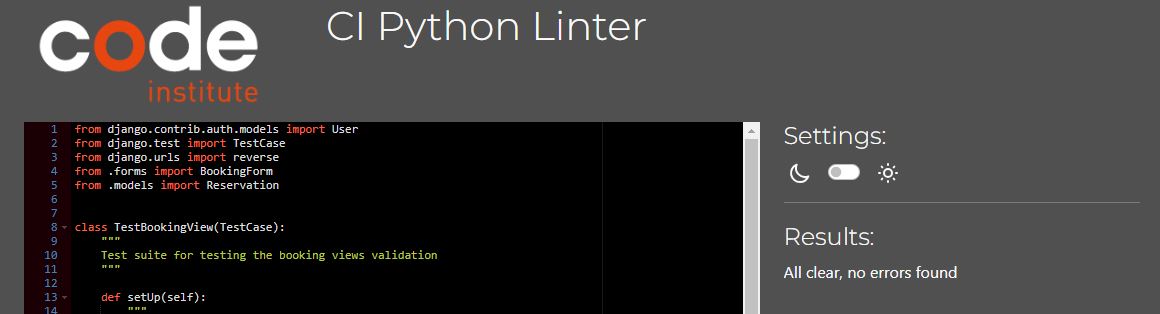 code
institute
CI Python Linter
1 from django.contrib.auth.models import User
2 from django.test import TestCase
3 from django.urls import reverse
4 from .forms import BookingForm
5 from .models import Reservation
6
7
8 class TestBookingView(TestCase):
9 """
10 Test suite for testing the booking views validation
11 """
12
13 def setUp(self):
14 """
Settings:
Results:
All clear, no errors found